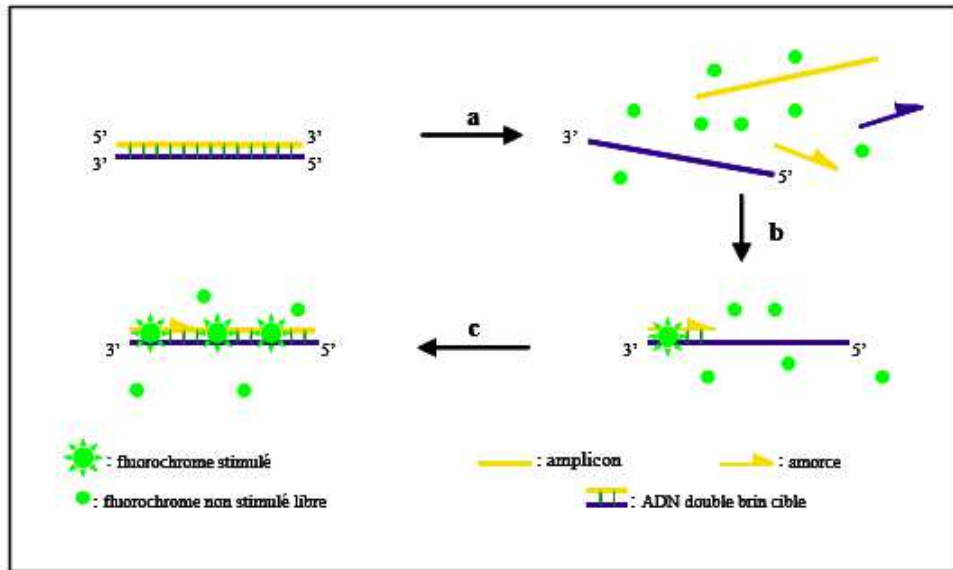 a
5’ 3’
3’ 5’
3’
5’
b
c
3’ 5’
3’ 5’
: fluorochrome stimulé
: amplicon
: amorce
: fluorochrome non stimulé libre
: ADN double brin cible